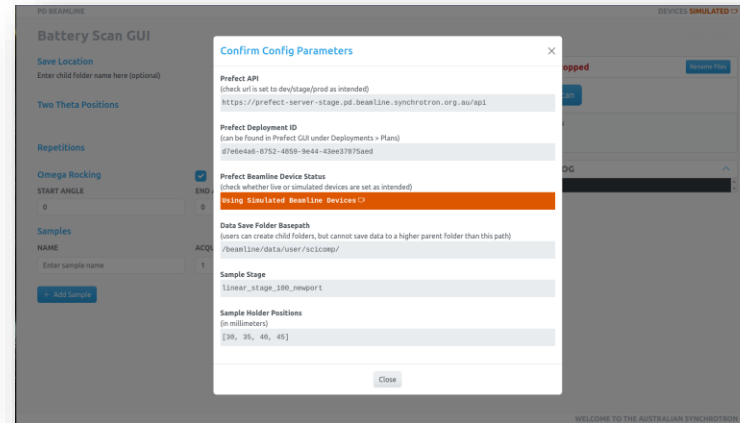 PD BEAMLINE
DEVICES SIMULATED
Battery Scan GUI
Save Location
Enter child folder name here (optional)
Two Theta Positions
Repetitions
Omega Rocking
START ANGLE
END
0
0
Samples
NAME
ACQU
Enter sample name
1
+ Add Sample
Confirm Config Parameters
×
Prefect API
(check url is set to dev/stage/prod as intended)
https://prefect-server-stage.pd.beamline.synchrotron.org.au/api
Prefect Deployment ID
(can be found in Prefect GUI under Deployments > Plans)
d7e6e4a6-8752-4859-9e44-43ee37075aed
Prefect Beamline Device Status
(check whether live or simulated devices are set as intended)
Using Simulated Beamline Devices
Data Save Folder Basepath
(users can create child folders, but cannot save data to a higher parent folder than this path)
/beamline/data/user/scicomp/
Sample Stage
linear_stage_100_newport
Sample Holder Positions
(in millimeters)
[30, 35, 40, 45]
Close
opped
Rename Files
can
OG
WELCOME TO THE AUSTRALIAN SYNCHROTRON